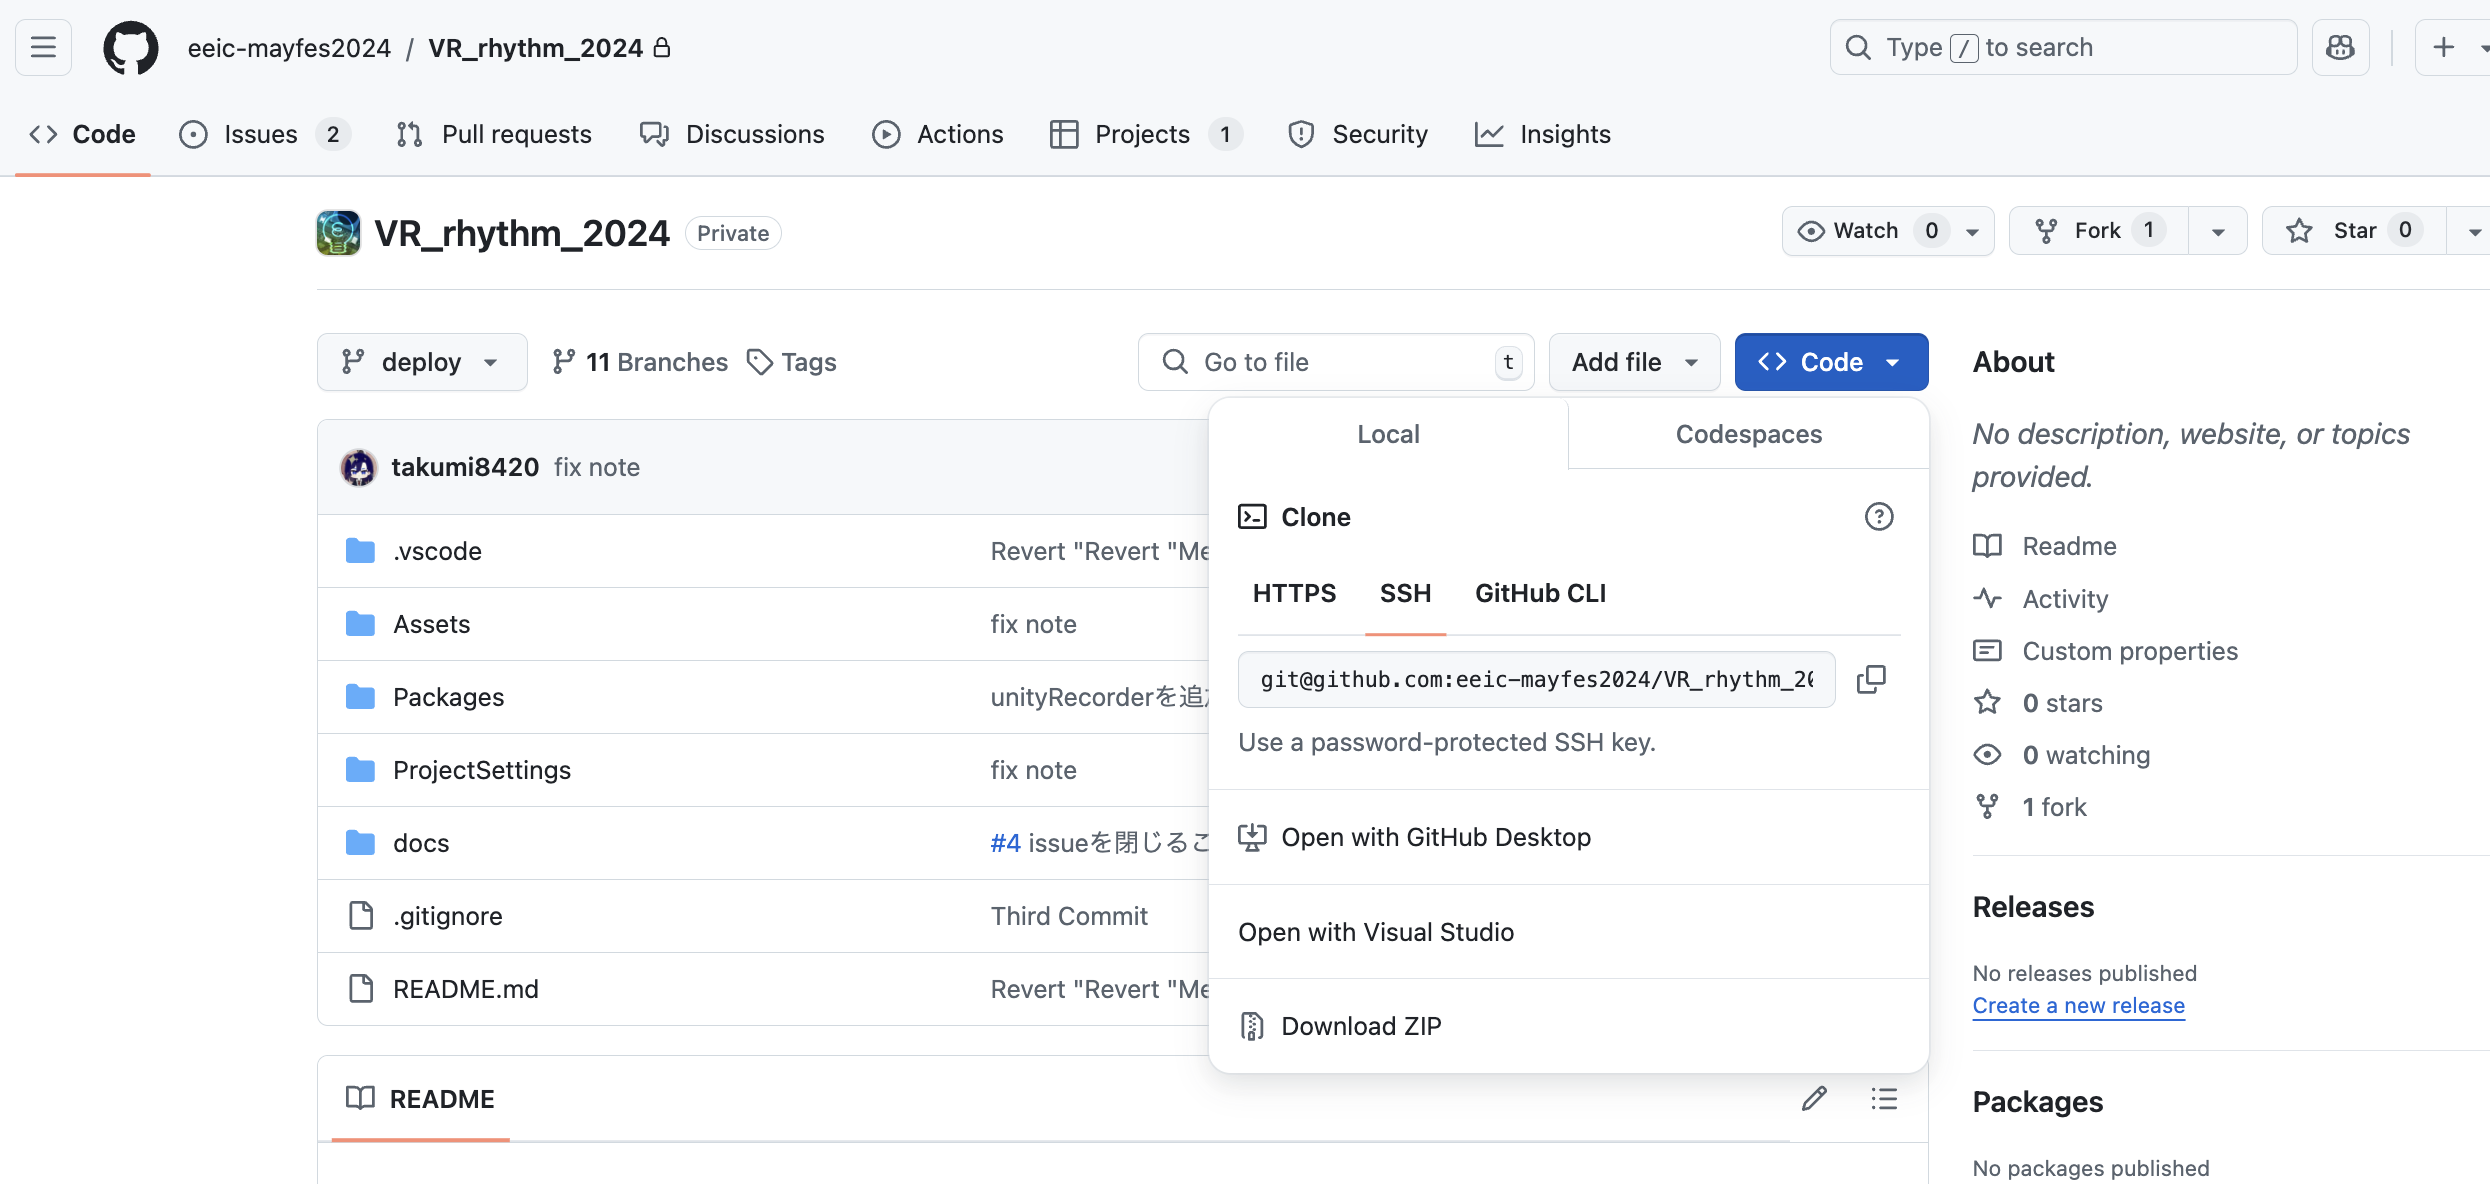 eeic-mayfes2024 / VR_rhythm_2024
Type / to search
Code
Issues 2
Pull requests
Discussions
Actions
Projects 1
Security
Insights
VR_rhythm_2024 Private
Watch 0
Fork 1
Star 0
deploy
11 Branches
Tags
Go to file t
Add file
Code
takumi8420 fix note
.vscode Revert "Revert "Me
Assets fix note
Packages unityRecorderを追
ProjectSettings fix note
docs #4 issueを閉じるこ
.gitignore Third Commit
README.md Revert "Revert "Me
README
Local
Codespaces
Clone
HTTPS
SSH
GitHub CLI
git@github.com:eeic-mayfes2024/VR_rhythm_20
Use a password-protected SSH key.
Open with GitHub Desktop
Open with Visual Studio
Download ZIP
About
No description, website, or topics
provided.
Readme
Activity
Custom properties
0 stars
0 watching
1 fork
Releases
No releases published
Create a new release
Packages
No packages published